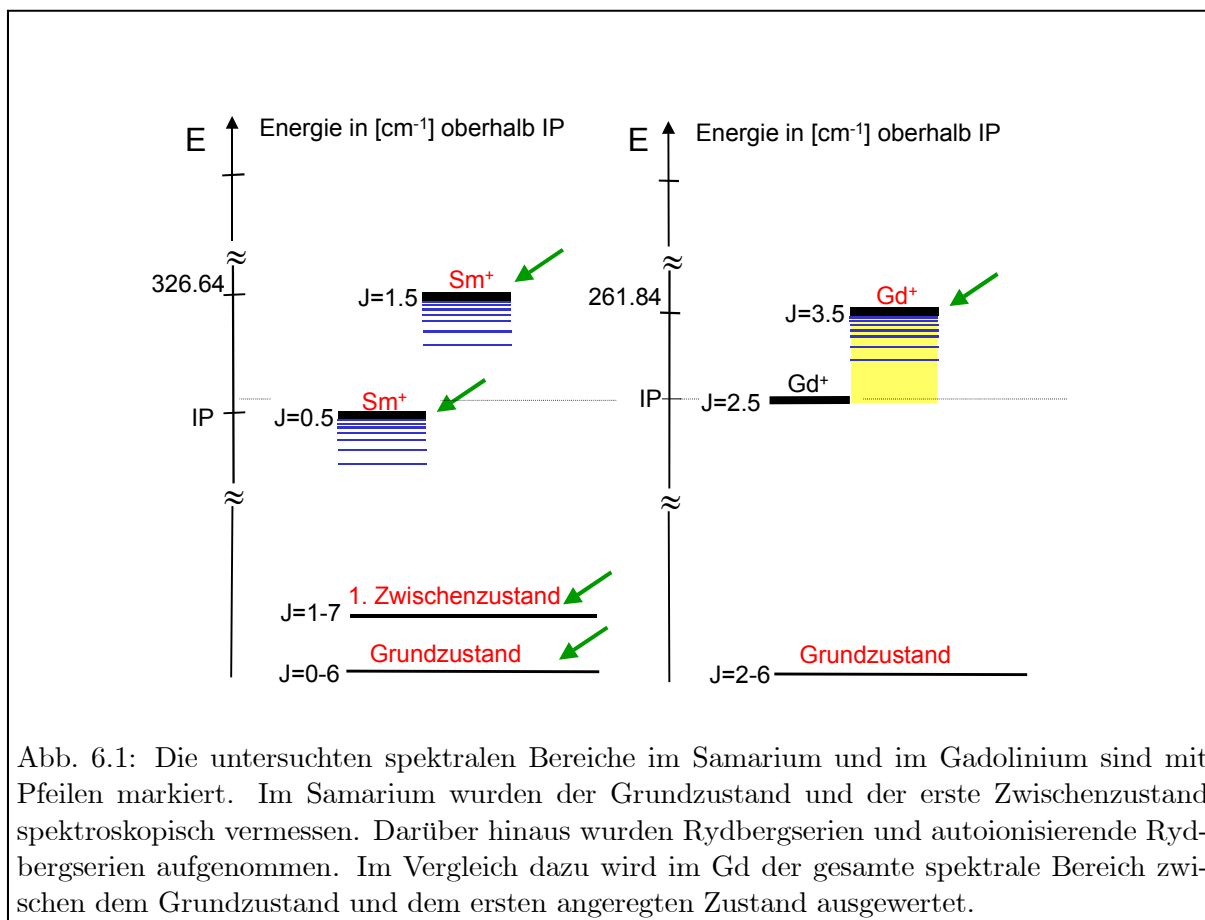 E
Energie in [cm-1] oberhalb IP
326.64
Sm+
J=1.5
Sm+
IP
J=0.5
1. Zwischenzustand
J=1-7
Grundzustand
J=0-6
E
Energie in [cm-1] oberhalb IP
261.84
Gd+
J=3.5
Gd+
IP
J=2.5
Grundzustand
J=2-6
Abb. 6.1: Die untersuchten spektralen Bereiche im Samarium und im Gadolinium sind mit
Pfeilen markiert. Im Samarium wurden der Grundzustand und der erste Zwischenzustand
spektroskopisch vermessen. Darüber hinaus wurden Rydbergserien und autoionisierende Ryd-
bergserien aufgenommen. Im Vergleich dazu wird im Gd der gesamte spektrale Bereich zwi-
schen dem Grundzustand und dem ersten angeregten Zustand ausgewertet.